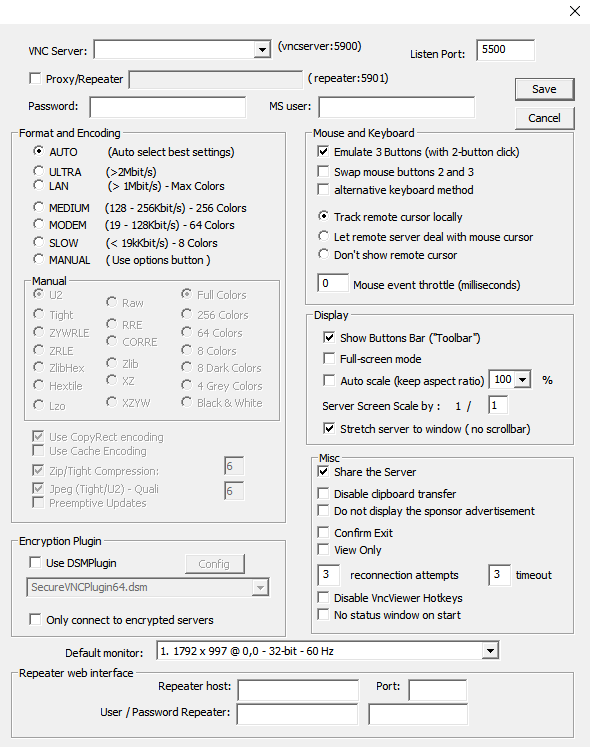 VNC Server: (vncserver:5900) Listen Port: 5500
Proxy/Repeater ( repeater:5901)
Save
Password: MS user:
Cancel
Format and Encoding
AUTO (Auto select best settings)
ULTRA (>2Mbit/s)
LAN (> 1Mbit/s) - Max Colors
MEDIUM (128 - 256Kbit/s) - 256 Colors
MODEM (19 - 128Kbit/s) - 64 Colors
SLOW (< 19kKbit/s) - 8 Colors
MANUAL ( Use options button )
Manual
U2
Tight
ZYWRLE
ZRLE
ZlibHex
Hextile
Lzo
Raw
RRE
CORRE
Zlib
XZ
XZYW
Full Colors
256 Colors
64 Colors
8 Colors
8 Dark Colors
4 Grey Colors
Black & White
Use CopyRect encoding
Use Cache Encoding
Zip/Tight Compression: 6
Jpeg (Tight/U2) - Quali 6
Preemptive Updates
Encryption Plugin
Use DSMPlugin Config
SecureVNCPlugin64.dsm
Only connect to encrypted servers
Mouse and Keyboard
Emulate 3 Buttons (with 2-button click)
Swap mouse buttons 2 and 3
alternative keyboard method
Track remote cursor locally
Let remote server deal with mouse cursor
Don't show remote cursor
0 Mouse event throttle (milliseconds)
Display
Show Buttons Bar ("Toolbar")
Full-screen mode
Auto scale (keep aspect ratio) 100 %
Server Screen Scale by : 1 / 1
Stretch server to window ( no scrollbar)
Misc
Share the Server
Disable clipboard transfer
Do not display the sponsor advertisement
Confirm Exit
View Only
3 reconnection attempts 3 timeout
Disable VncViewer Hotkeys
No status window on start
Default monitor: 1. 1792 x 997 @ 0,0 - 32-bit - 60 Hz
Repeater web interface
Repeater host: Port:
User / Password Repeater: